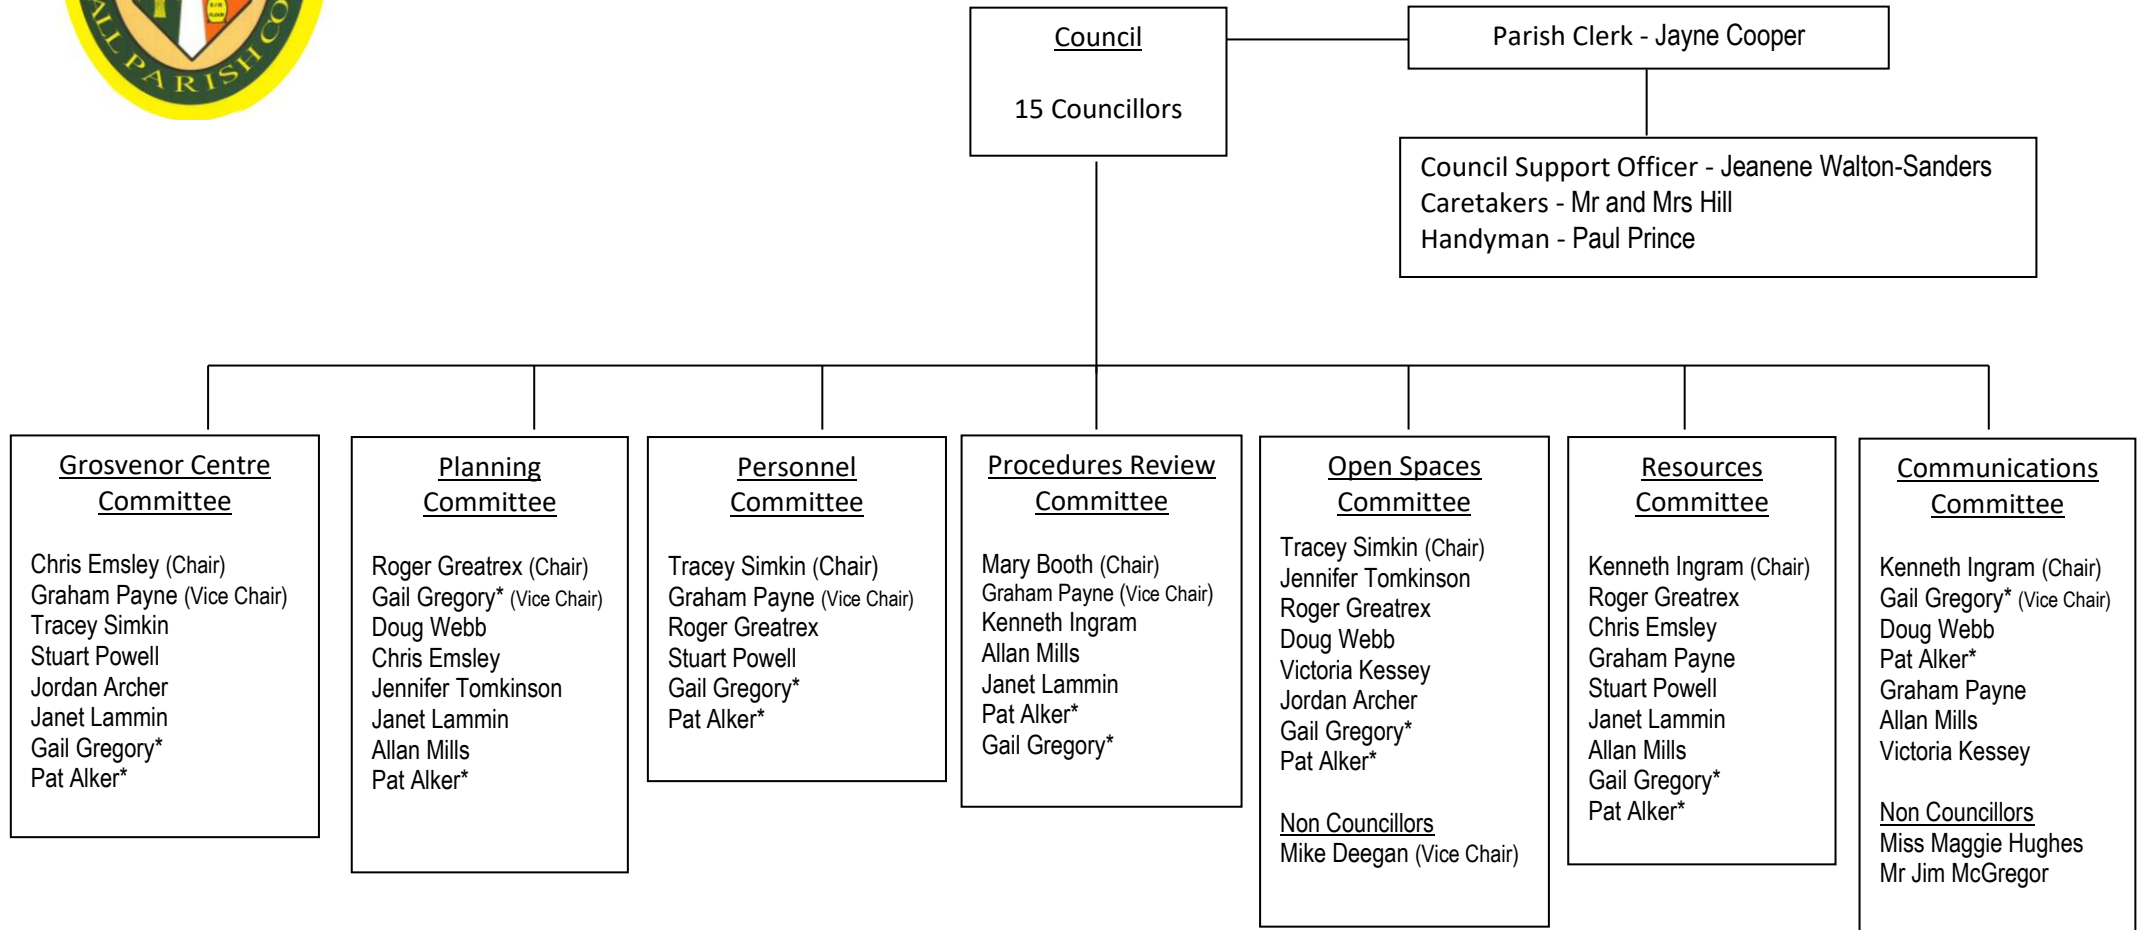 ALL PARISH CO
S/R
FLOUR
Council
15 Councillors
Parish Clerk - Jayne Cooper
Council Support Officer - Jeanene Walton-Sanders
Caretakers - Mr and Mrs Hill
Handyman - Paul Prince
Grosvenor Centre
Committee
Chris Emsley (Chair)
Graham Payne (Vice Chair)
Tracey Simkin
Stuart Powell
Jordan Archer
Janet Lammin
Gail Gregory*
Pat Alker*
Planning
Committee
Roger Greatrex (Chair)
Gail Gregory* (Vice Chair)
Doug Webb
Chris Emsley
Jennifer Tomkinson
Janet Lammin
Allan Mills
Pat Alker*
Personnel
Committee
Tracey Simkin (Chair)
Graham Payne (Vice Chair)
Roger Greatrex
Stuart Powell
Gail Gregory*
Pat Alker*
Procedures Review
Committee
Mary Booth (Chair)
Graham Payne (Vice Chair)
Kenneth Ingram
Allan Mills
Janet Lammin
Pat Alker*
Gail Gregory*
Open Spaces
Committee
Tracey Simkin (Chair)
Jennifer Tomkinson
Roger Greatrex
Doug Webb
Victoria Kessey
Jordan Archer
Gail Gregory*
Pat Alker*
Non Councillors
Mike Deegan (Vice Chair)
Resources
Committee
Kenneth Ingram (Chair)
Roger Greatrex
Chris Emsley
Graham Payne
Stuart Powell
Janet Lammin
Allan Mills
Gail Gregory*
Pat Alker*
Communications
Committee
Kenneth Ingram (Chair)
Gail Gregory* (Vice Chair)
Doug Webb
Pat Alker*
Graham Payne
Allan Mills
Victoria Kessey
Non Councillors
Miss Maggie Hughes
Mr Jim McGregor